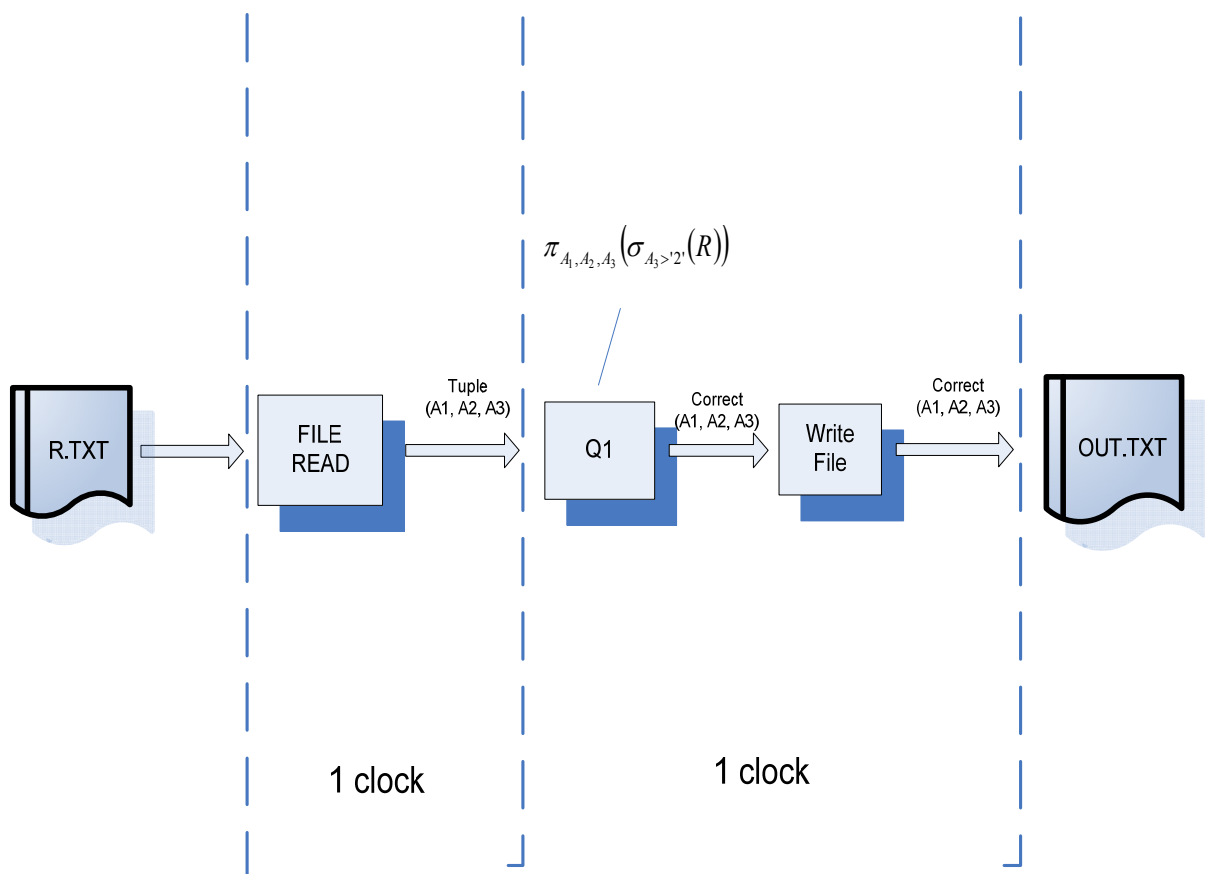 π_{A₁,A₂,A₃}(σ_{A₃>'2'}(R))
R.TXT
FILE
READ
Tuple
(A1, A2, A3)
Q1
Correct
(A1, A2, A3)
Write
File
Correct
(A1, A2, A3)
OUT.TXT
1 clock
1 clock